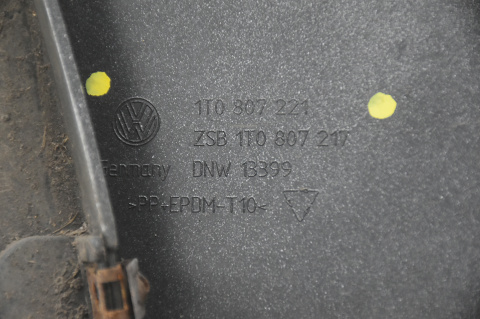 1T0 807 221
ZSB 1T0 807 217
Germany DNW 13399
>PP+EPDM-T10<